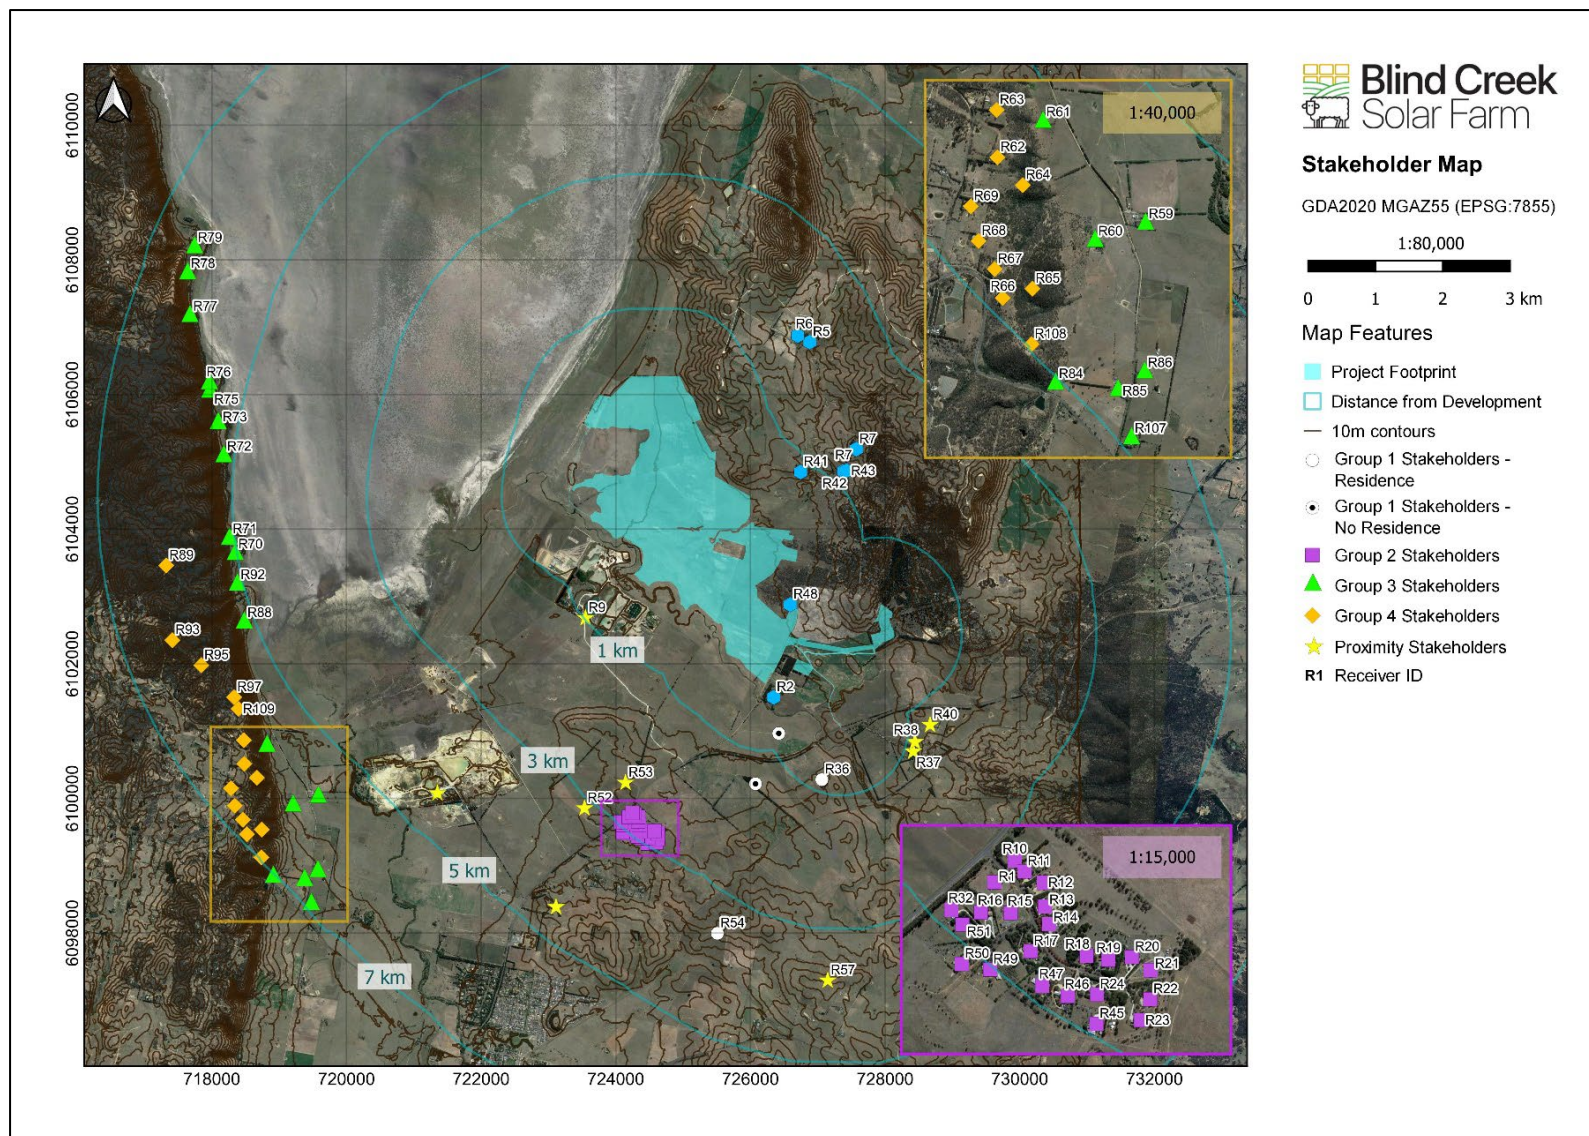 Blind Creek
Solar Farm
Stakeholder Map
GDA2020 MGAZ55 (EPSG:7855)
1:80,000
0 1 2 3 km
Map Features
Project Footprint
Distance from Development
10m contours
Group 1 Stakeholders -
Residence
Group 1 Stakeholders -
No Residence
Group 2 Stakeholders
Group 3 Stakeholders
Group 4 Stakeholders
Proximity Stakeholders
R1 Receiver ID
6110000
6108000
6106000
6104000
6102000
6100000
6098000
718000
720000
722000
724000
726000
728000
730000
732000
R79
R78
R77
R76
R75
R73
R72
R71
R70
R89
R92
R88
R93
R95
R97
R109
R6
R5
R7
R7
R41
R43
R42
R48
R9
1 km
R2
R40
R38
R37
R36
3 km
R53
R52
5 km
R54
R57
7 km
1:40,000
R63
R61
R62
R64
R69
R59
R68
R60
R67
R65
R66
R108
R86
R84
R85
R107
1:15,000
R10
R11
R1
R12
R32
R16
R15
R13
R51
R14
R17
R18
R19
R20
R50
R49
R21
R47
R46
R24
R22
R45
R23